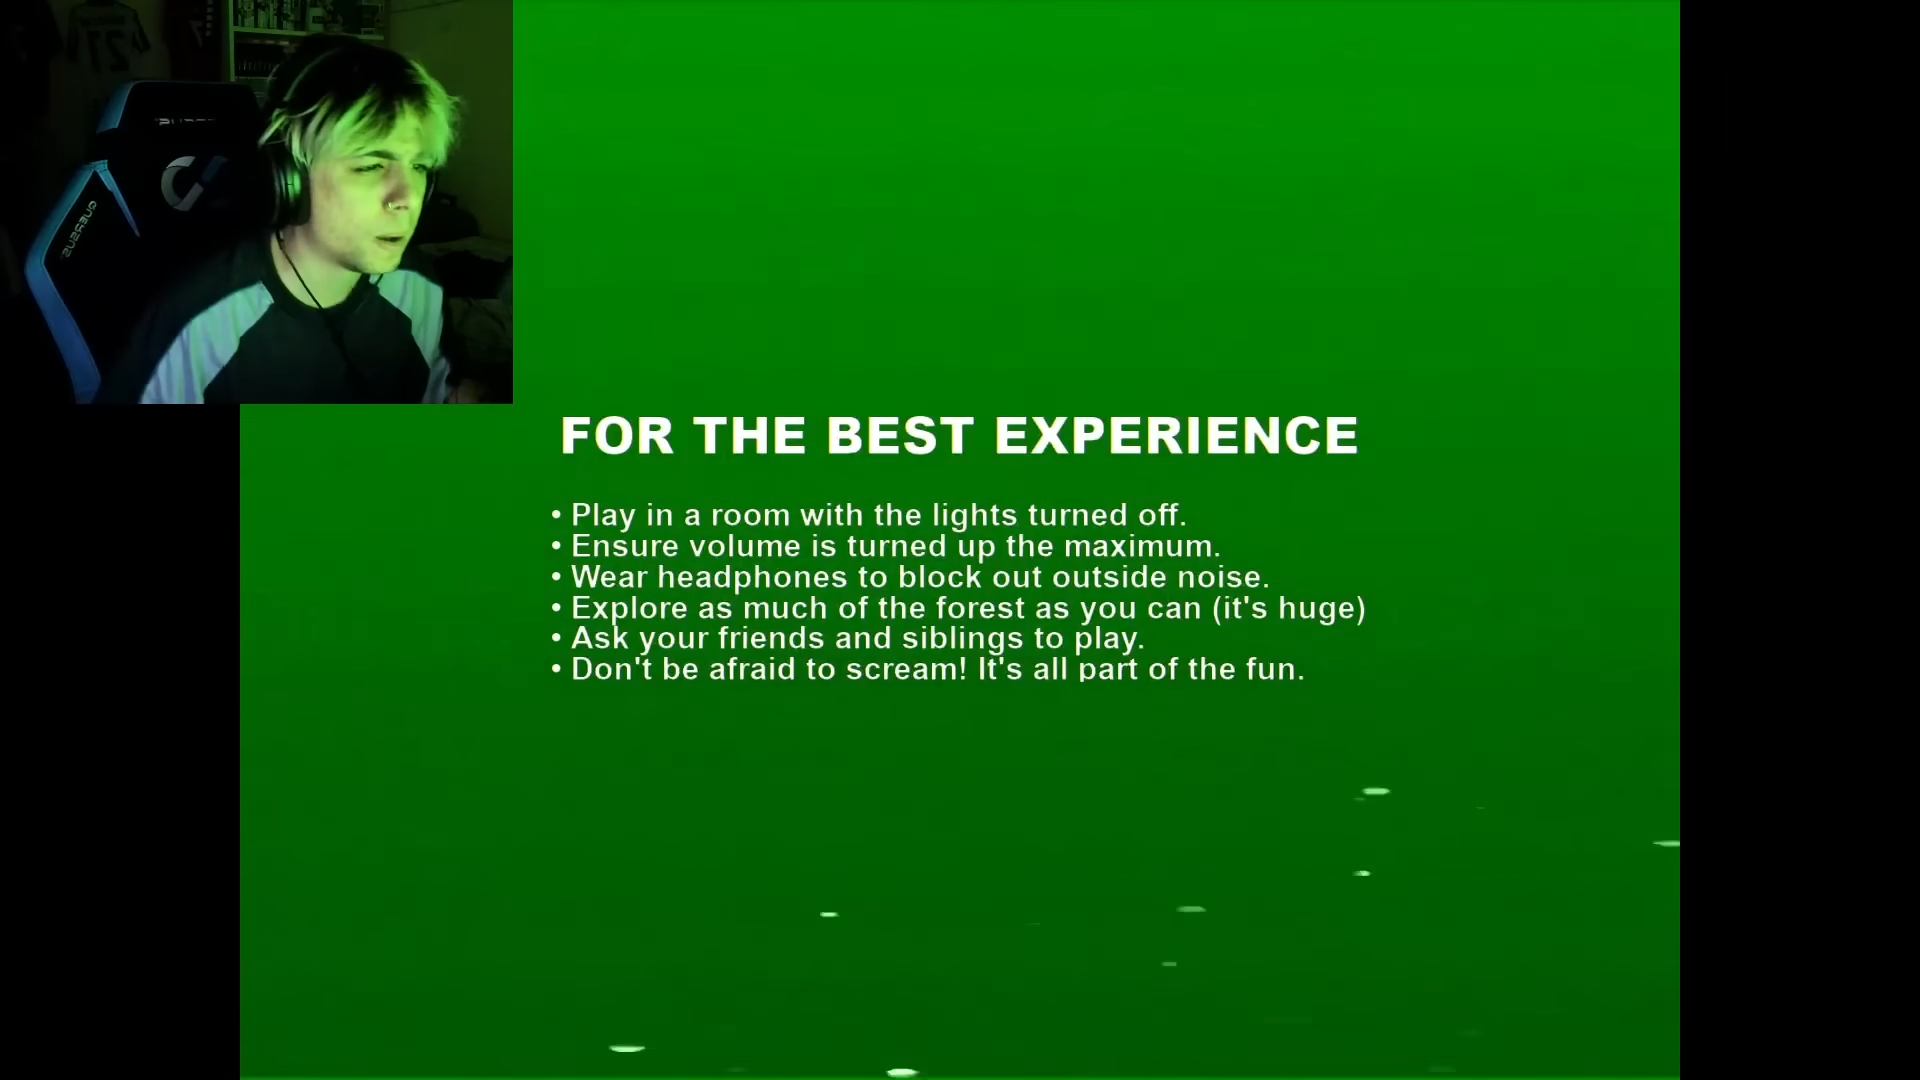 FOR THE BEST EXPERIENCE
• Play in a room with the lights turned off.
• Ensure volume is turned up the maximum.
• Wear headphones to block out outside noise.
• Explore as much of the forest as you can (it's huge)
• Ask your friends and siblings to play.
• Don't be afraid to scream! It's all part of the fun.
QUERSUS
27